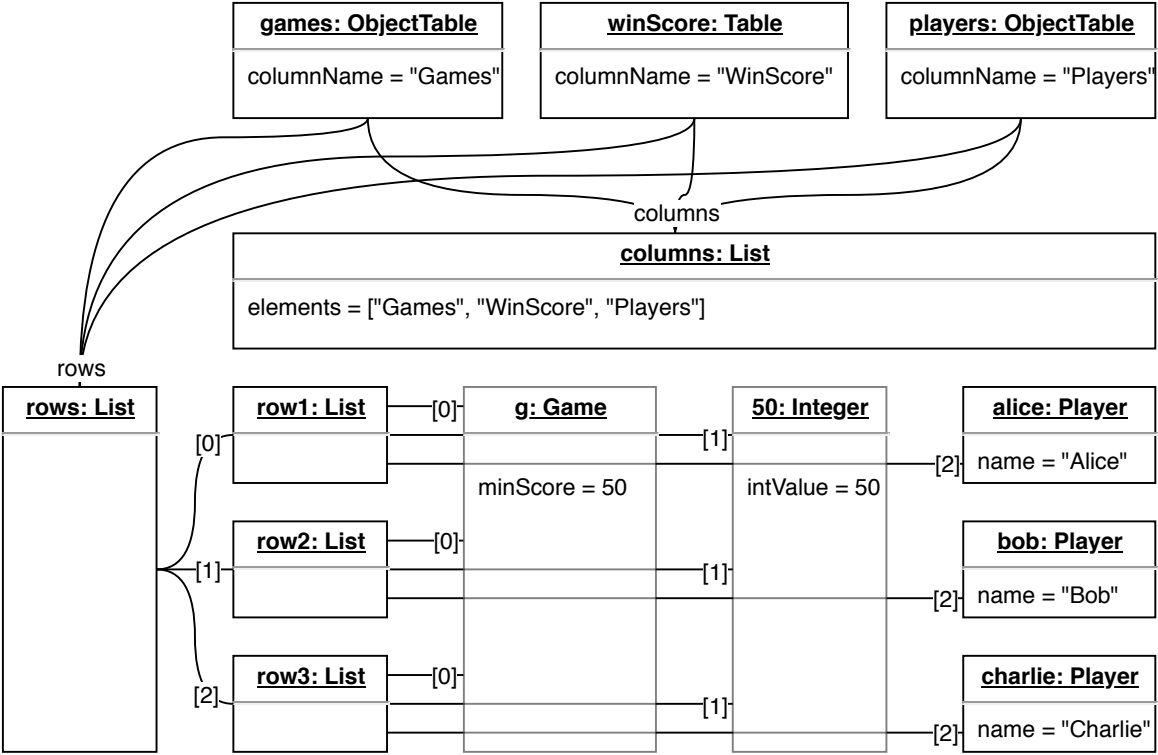 games: ObjectTable
winScore: Table
players: ObjectTable
columnName = "Games"
columnName = "WinScore"
columnName = "Players"
columns
columns: List
elements = ["Games", "WinScore", "Players"]
rows
rows: List
row1: List
[0]
g: Game
50: Integer
alice: Player
[0]
[1]
[2]
name = "Alice"
minScore = 50
intValue = 50
row2: List
[0]
bob: Player
[1]
[1]
[2]
name = "Bob"
row3: List
[0]
charlie: Player
[2]
[1]
[2]
name = "Charlie"